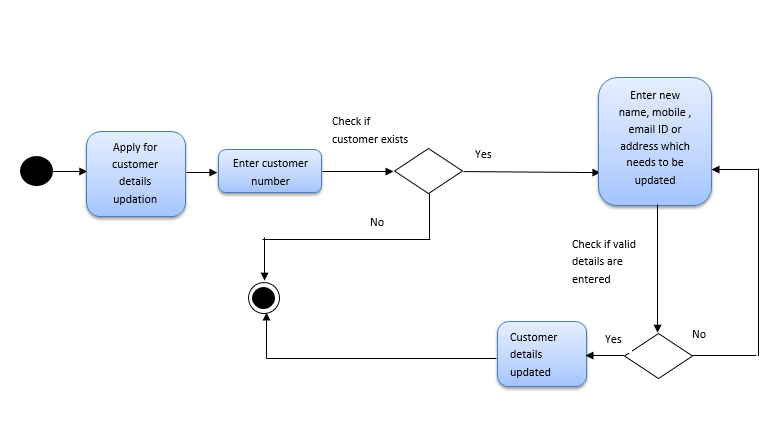 Apply for
customer
details
updation
Enter customer
number
Check if
customer exists
Yes
No
Enter new
name, mobile ,
email ID or
address which
needs to be
updated
Check if valid
details are
entered
Yes
No
Customer
details
updated